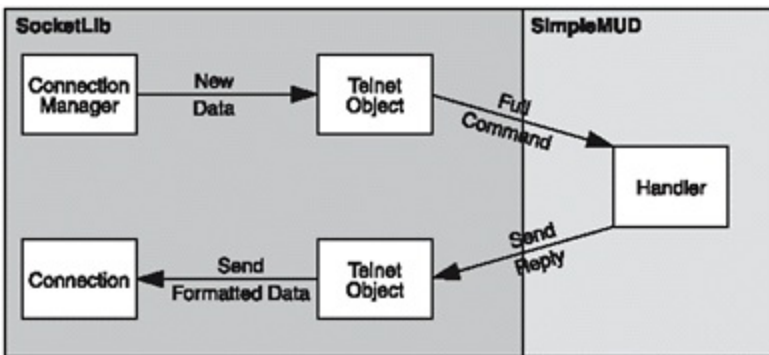 SocketLib
SimpleMUD
Connection
Manager
New
Data
Telnet
Object
Full
Command
Handler
Send
Reply
Telnet
Object
Send
Formatted Data
Connection